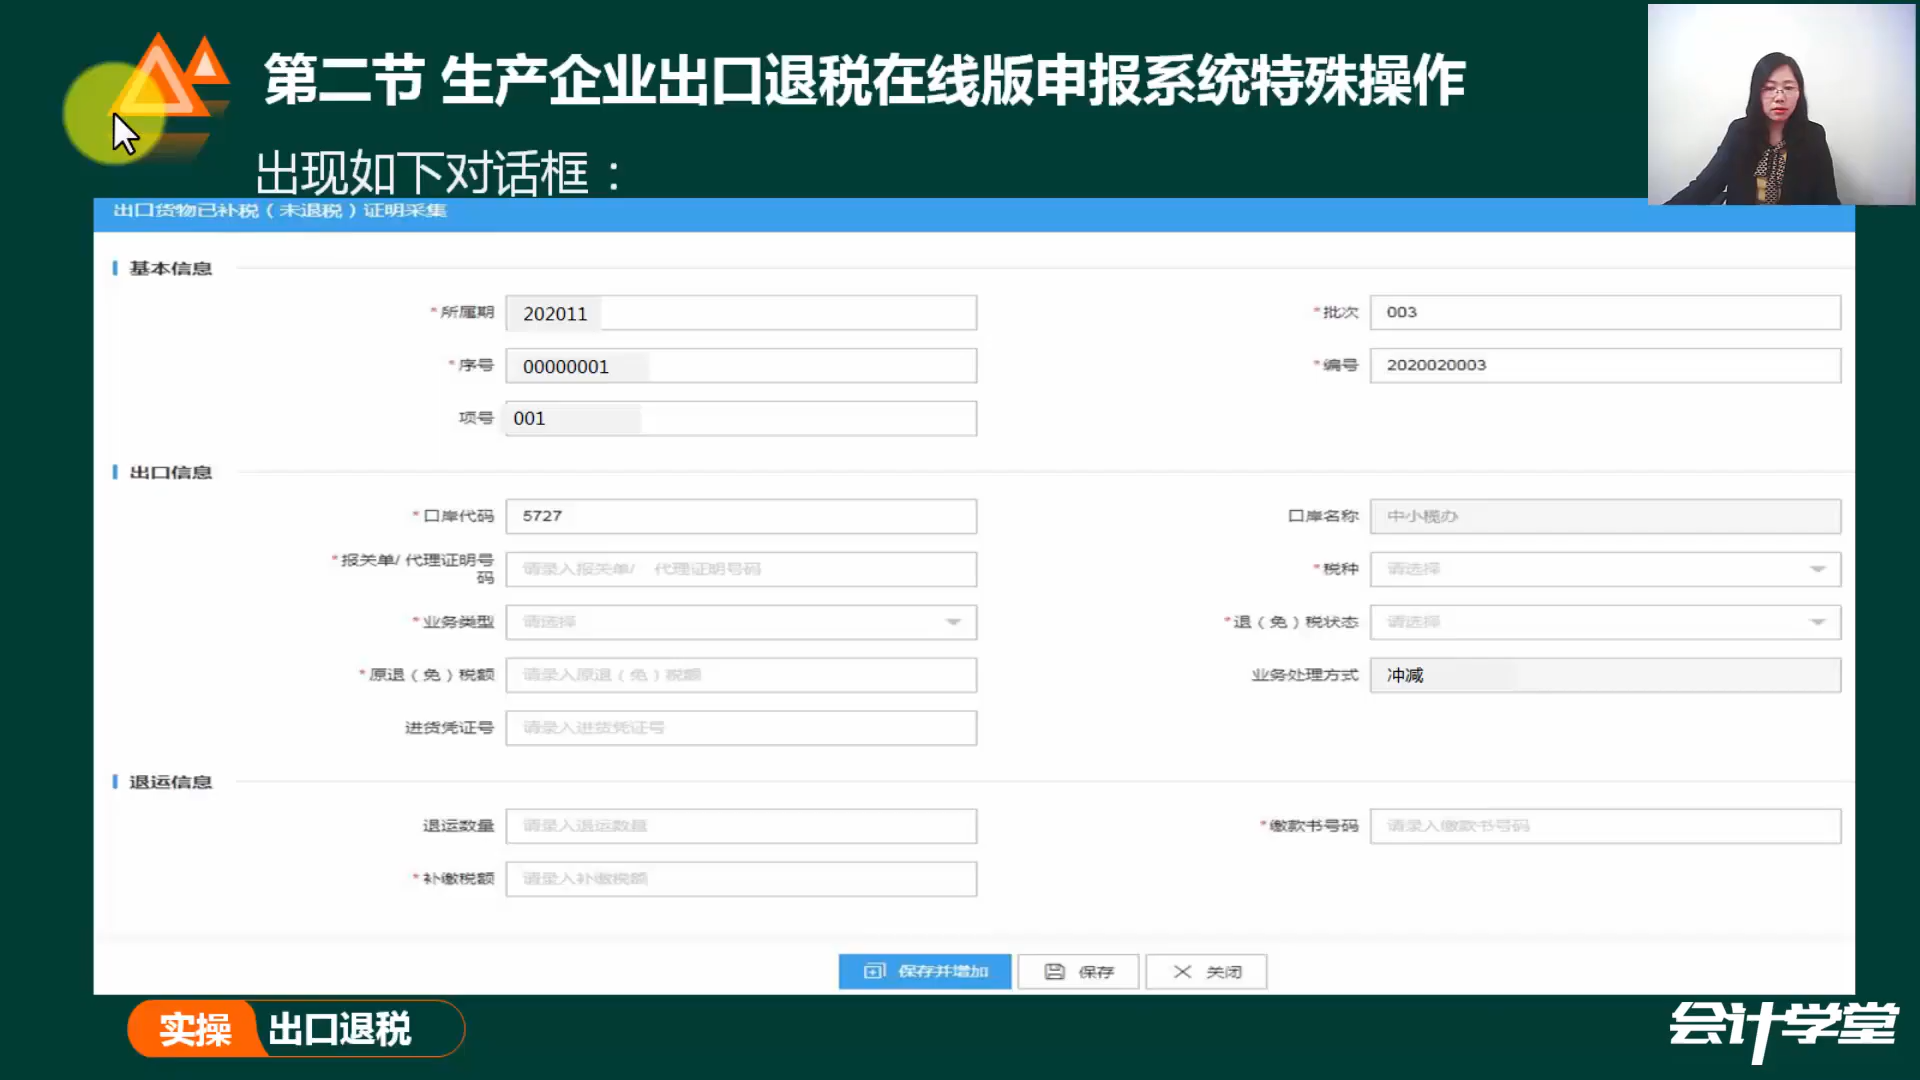 第二节 生产企业出口退税在线版申报系统特殊操作
出现如下对话框：
出口货物已补税（未退税）证明采集
基本信息
*所属期 202011 *批次 003
*序号 00000001 *编号 2020020003
项号 001
出口信息
*口岸代码 5727 口岸名称 中小榄办
*报关单/代理证明号码 请录入报关单/ 代理证明号码 *税种 请选择
*业务类型 请选择 *退（免）税状态 请选择
*原退（免）税额 请录入原退（免）税额 业务处理方式 冲减
进货凭证号 请录入进货凭证号
退运信息
退运数量 请录入退运数量 *缴款书号码 请录入缴款书号码
*补缴税额 请录入补缴税额
保存并增加 保存 关闭
实操 出口退税
会计学堂